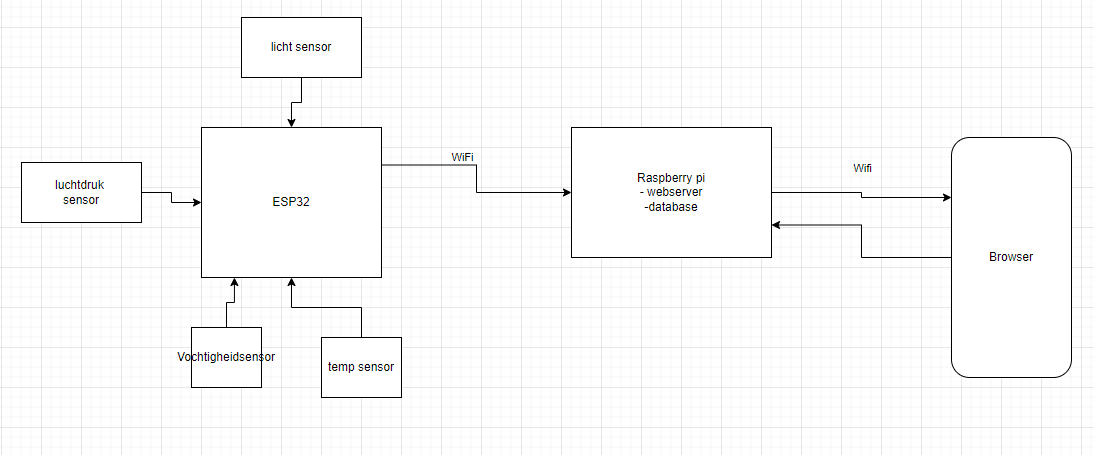 licht sensor
luchtdruk
sensor
ESP32
WiFi
Raspberry pi
- webserver
-database
Wifi
Browser
Vochtigheidsensor
temp sensor